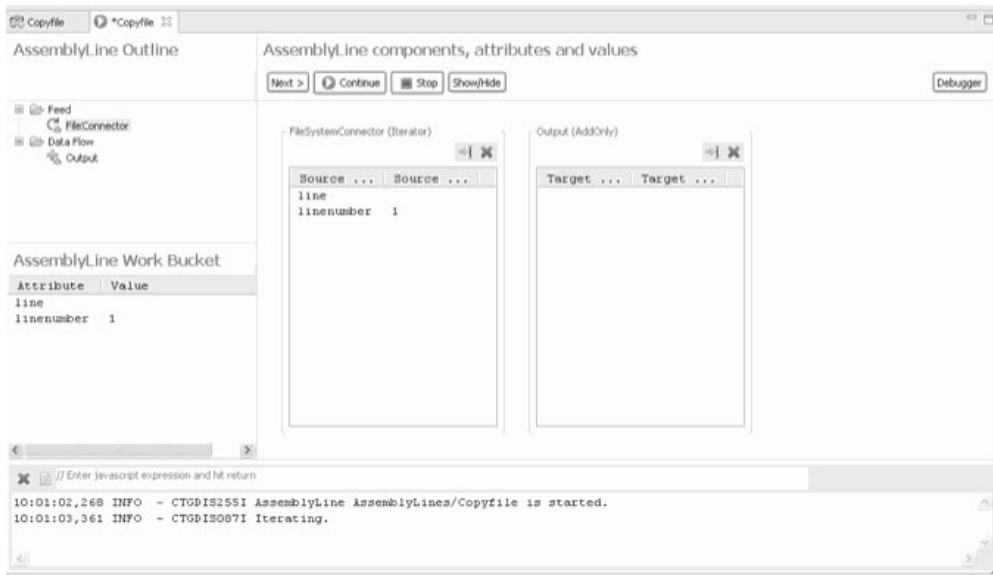 Copyfile
*Copyfile
AssemblyLine Outline
AssemblyLine components, attributes and values
Next >
Continue
Stop
Show/Hide
Debugger
Feed
FileConnector
Data Flow
Output
FileSystemConnector (Iterator)
Source ... Source ...
line
linenumber 1
Output (AddOnly)
Target ... Target ...
AssemblyLine Work Bucket
Attribute Value
line
linenumber 1
// Enter javascript expression and hit return
10:01:02,268 INFO - CTGDIS255I AssemblyLine AssemblyLines/Copyfile is started.
10:01:03,361 INFO - CTGDIS087I Iterating.